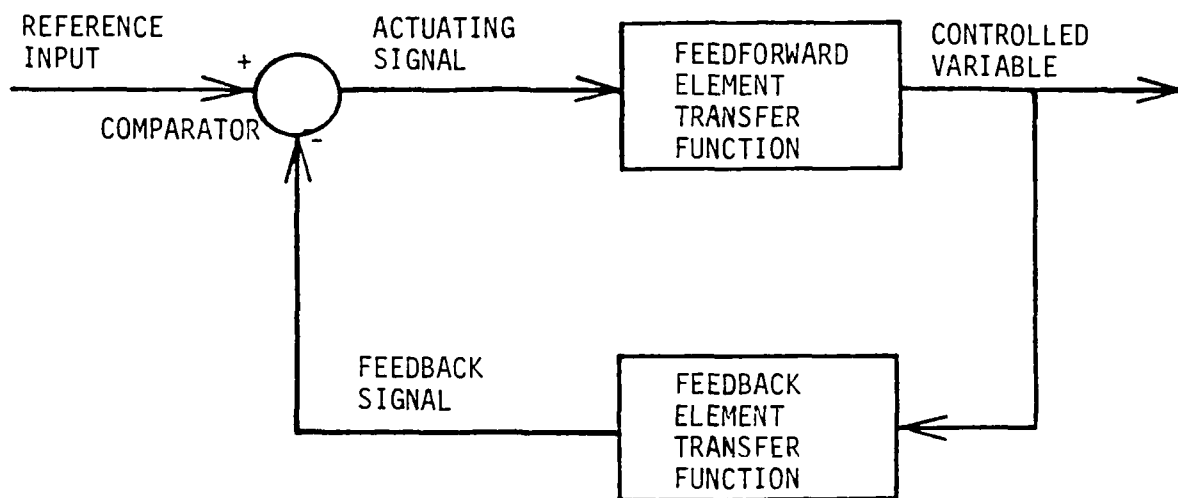 REFERENCE
INPUT
+
COMPARATOR
-
ACTUATING
SIGNAL
FEEDFORWARD
ELEMENT
TRANSFER
FUNCTION
CONTROLLED
VARIABLE
FEEDBACK
SIGNAL
FEEDBACK
ELEMENT
TRANSFER
FUNCTION